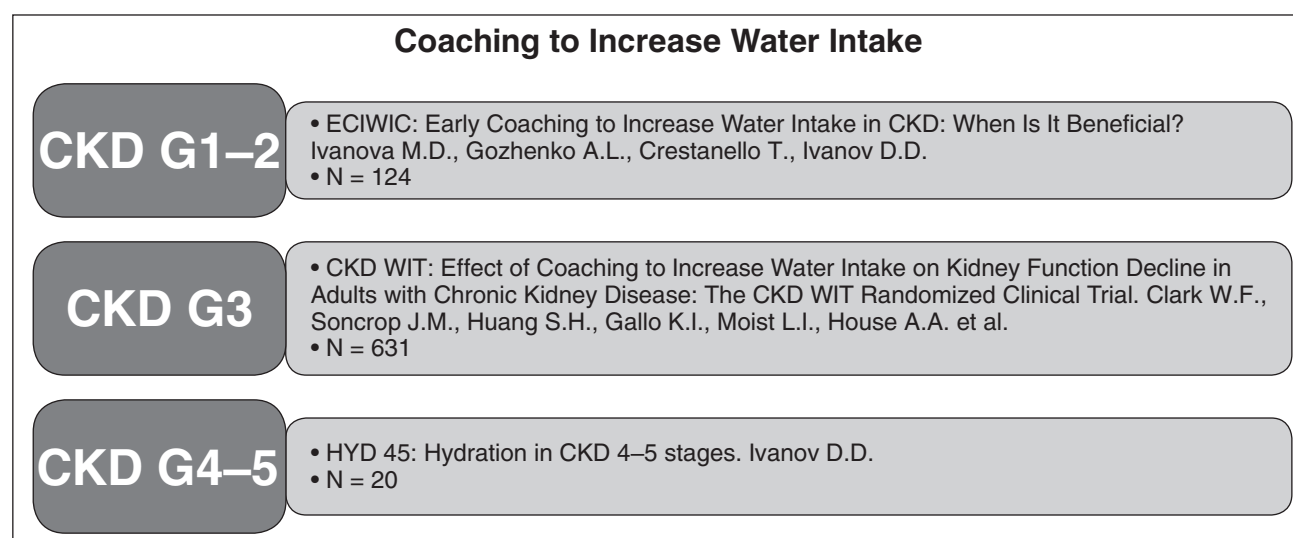 Coaching to Increase Water Intake
CKD G1–2
• ECIWIC: Early Coaching to Increase Water Intake in CKD: When Is It Beneficial?
Ivanova M.D., Gozhenko A.L., Crestanello T., Ivanov D.D.
• N = 124
CKD G3
• CKD WIT: Effect of Coaching to Increase Water Intake on Kidney Function Decline in
Adults with Chronic Kidney Disease: The CKD WIT Randomized Clinical Trial. Clark W.F.,
Soncrop J.M., Huang S.H., Gallo K.I., Moist L.I., House A.A. et al.
• N = 631
CKD G4–5
• HYD 45: Hydration in CKD 4–5 stages. Ivanov D.D.
• N = 20